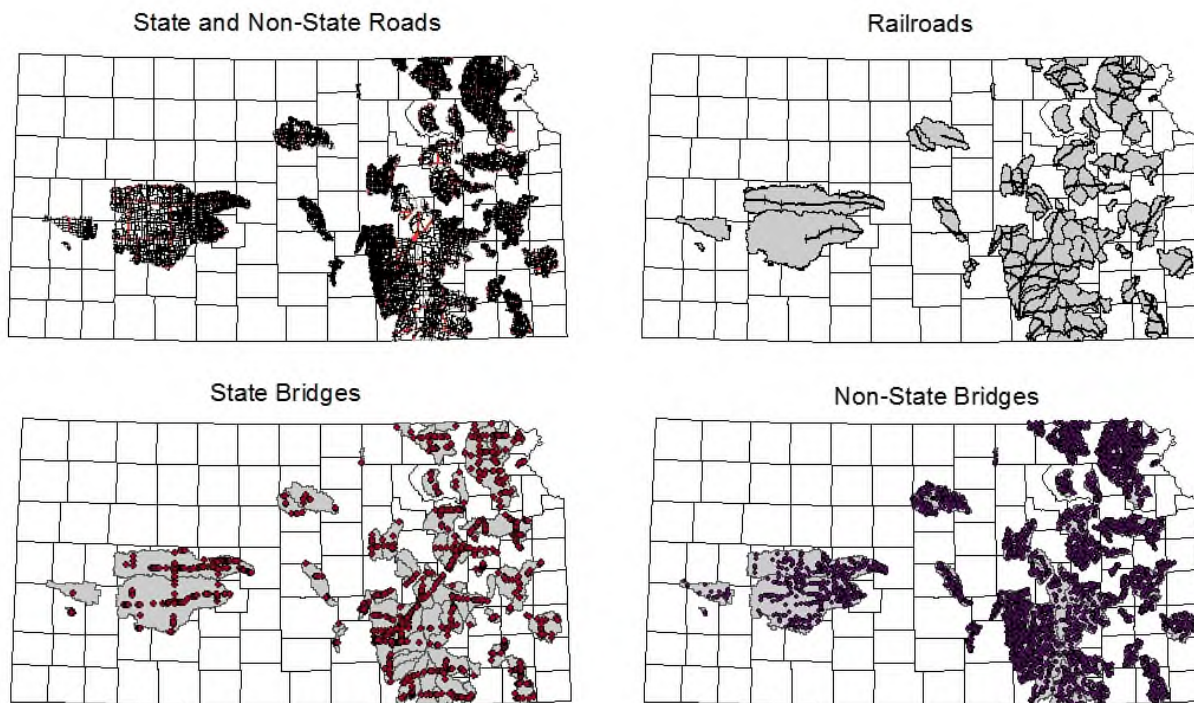 State and Non-State Roads
Railroads
State Bridges
Non-State Bridges